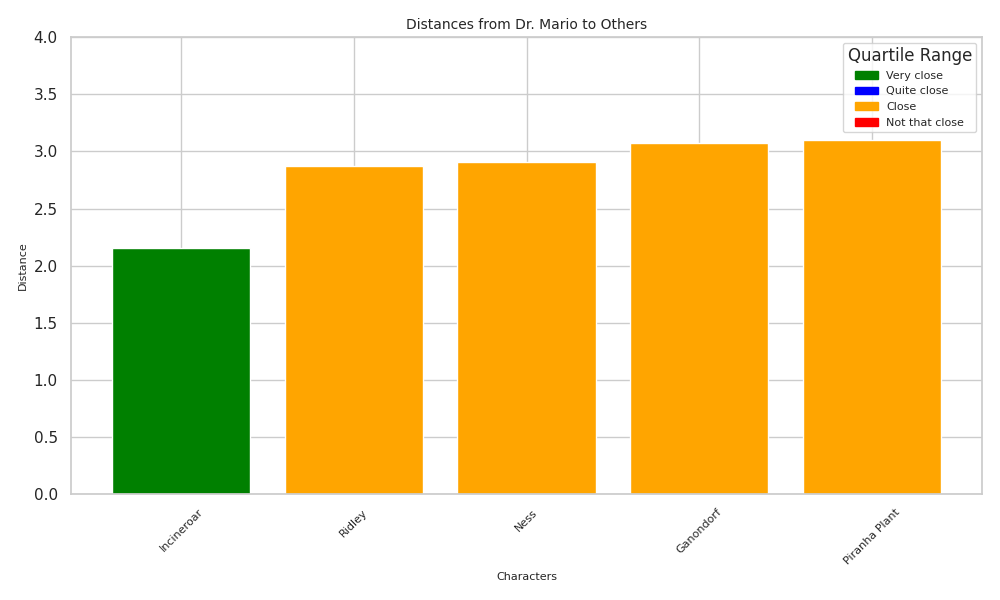 Distances from Dr. Mario to Others
4.0
3.5
3.0
2.5
2.0
1.5
1.0
0.5
0.0
Distance
Quartile Range
Very close
Quite close
Close
Not that close
Incineroar
Ridley
Ness
Ganondorf
Piranha Plant
Characters